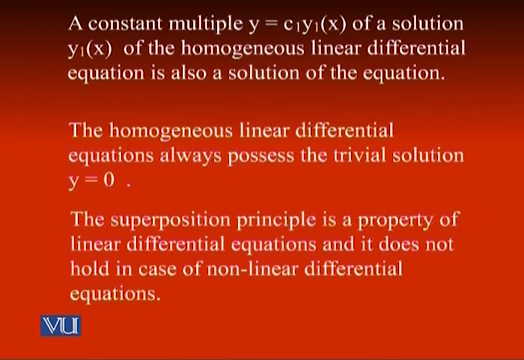 A constant multiple y = c₁y₁(x) of a solution
y₁(x) of the homogeneous linear differential
equation is also a solution of the equation.
The homogeneous linear differential
equations always possess the trivial solution
y = 0 .
The superposition principle is a property of
linear differential equations and it does not
hold in case of non-linear differential
equations.
VU